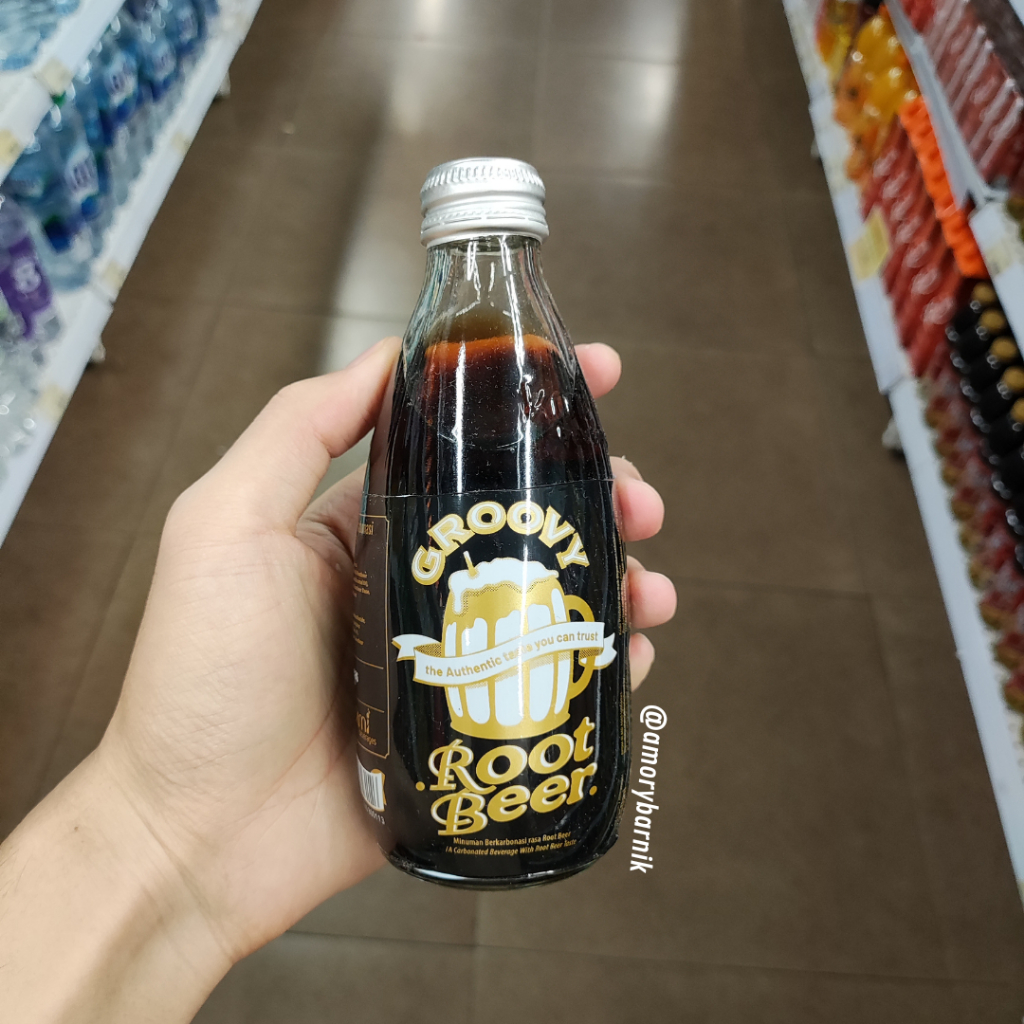 GROOVY
the Authentic taste you can trust
Root
Beer.
Minuman Berkarbonasi rasa Root Beer
(A Carbonated Beverage With Root Beer Taste
@amorybarnik